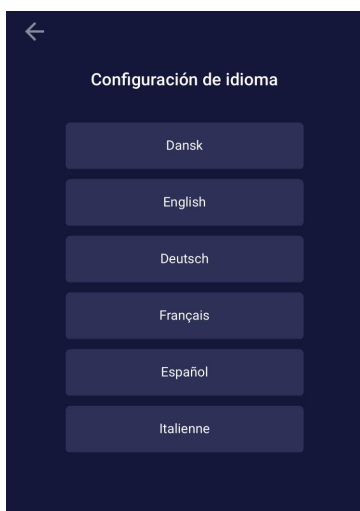 Configuración de idioma
Dansk
English
Deutsch
Français
Español
Italienne